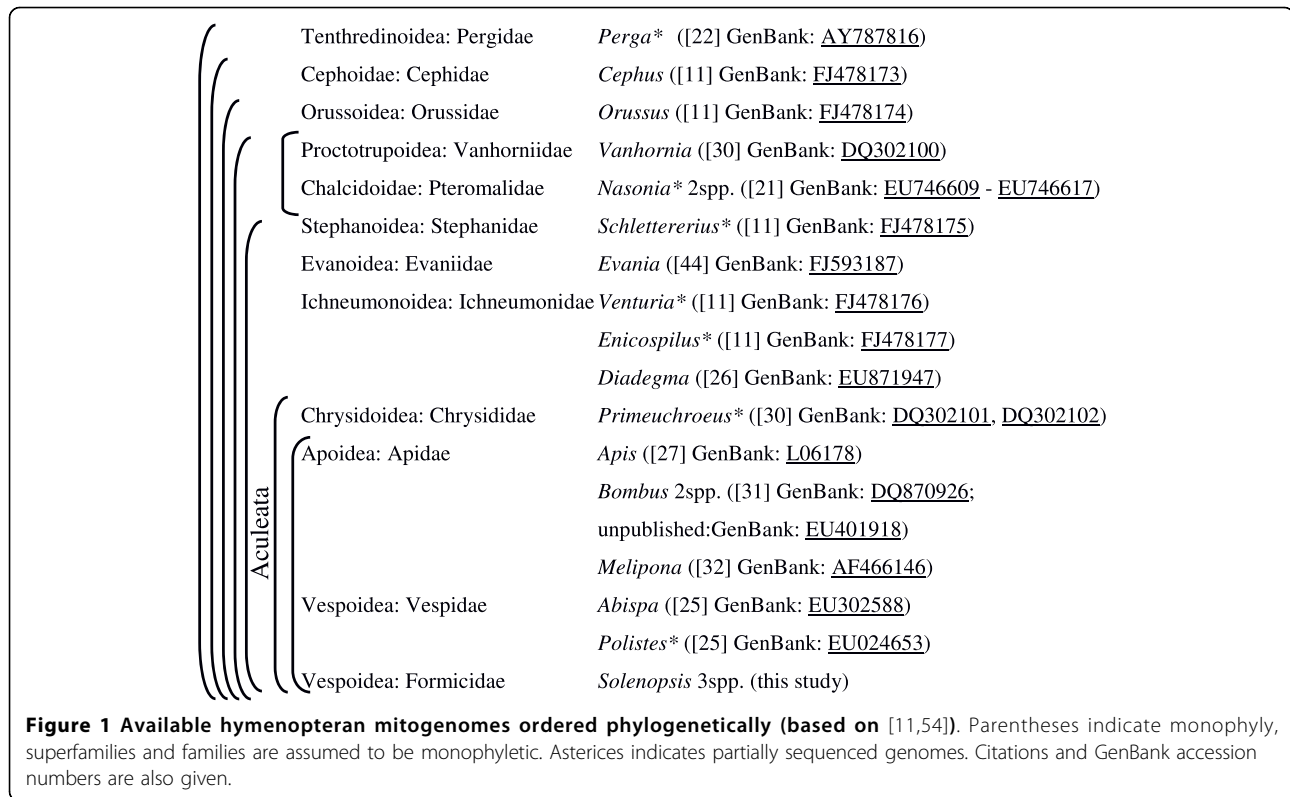 Tenthredinoidea: Pergidae Perga* ([22] GenBank: AY787816)
Cephoidae: Cephidae Cephus ([11] GenBank: FJ478173)
Orussoidea: Orussidae Orussus ([11] GenBank: FJ478174)
Proctotrupoidea: Vanhorniidae Vanhornia ([30] GenBank: DQ302100)
Chalcidoidae: Pteromalidae Nasonia* 2spp. ([21] GenBank: EU746609 - EU746617)
Stephanoidea: Stephanidae Schlettererius* ([11] GenBank: FJ478175)
Evanoidea: Evaniidae Evania ([44] GenBank: FJ593187)
Ichneumonoidea: Ichneumonidae Venturia* ([11] GenBank: FJ478176)
Enicospilus* ([11] GenBank: FJ478177)
Diadegma ([26] GenBank: EU871947)
Chrysidoidea: Chrysididae Primeuchroeus* ([30] GenBank: DQ302101, DQ302102)
Apoidea: Apidae Apis ([27] GenBank: L06178)
Bombus 2spp. ([31] GenBank: DQ870926;
unpublished:GenBank: EU401918)
Melipona ([32] GenBank: AF466146)
Aculeata
Vespoidea: Vespidae Abispa ([25] GenBank: EU302588)
Polistes* ([25] GenBank: EU024653)
Vespoidea: Formicidae Solenopsis 3spp. (this study)
Figure 1 Available hymenopteran mitogenomes ordered phylogenetically (based on [11,54]). Parentheses indicate monophyly,
superfamilies and families are assumed to be monophyletic. Asterices indicates partially sequenced genomes. Citations and GenBank accession
numbers are also given.